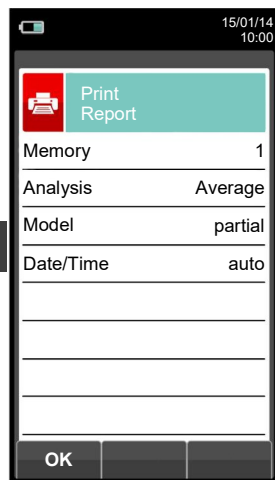 15/01/14
10:00
Print
Report
Memory 1
Analysis Average
Model partial
Date/Time auto
OK